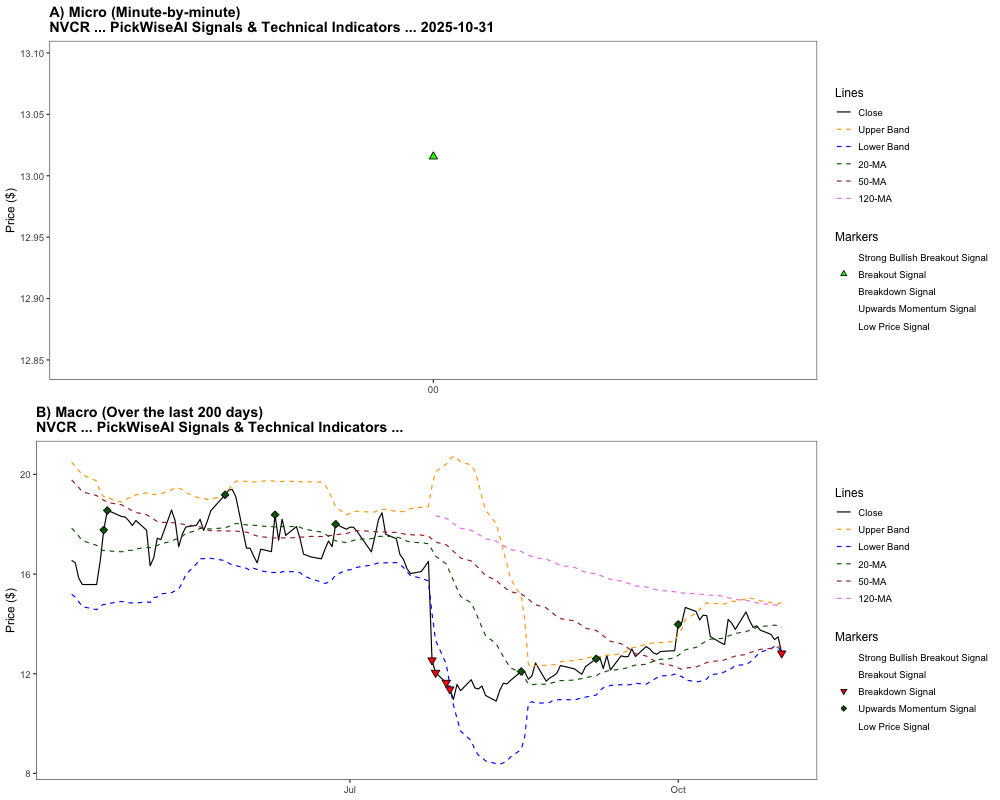 A) Micro (Minute-by-minute)
NVCR ... PickWiseAI Signals & Technical Indicators ... 2025-10-31
13.10
13.05
13.00
12.95
12.90
12.85
Price ($)
00
Lines
Close
Upper Band
Lower Band
20-MA
50-MA
120-MA
Markers
Strong Bullish Breakout Signal
Breakout Signal
Breakdown Signal
Upwards Momentum Signal
Low Price Signal
B) Macro (Over the last 200 days)
NVCR ... PickWiseAI Signals & Technical Indicators ...
20
16
12
8
Price ($)
Jul
Oct
Lines
Close
Upper Band
Lower Band
20-MA
50-MA
120-MA
Markers
Strong Bullish Breakout Signal
Breakout Signal
Breakdown Signal
Upwards Momentum Signal
Low Price Signal